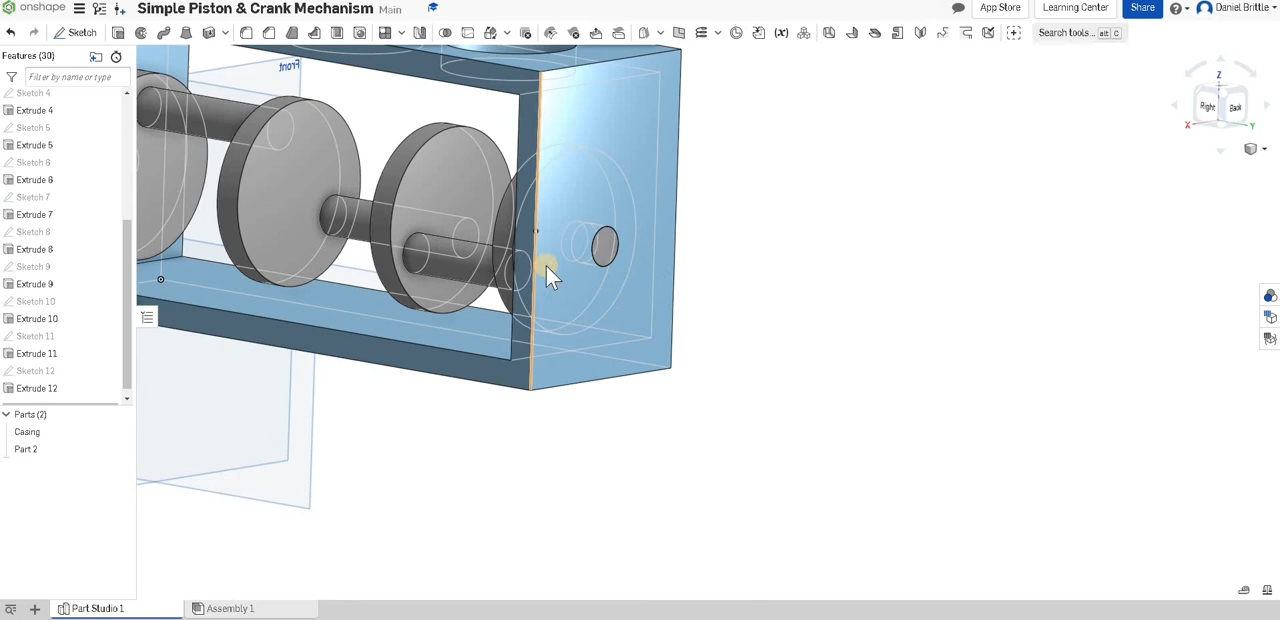 onshape Simple Piston & Crank Mechanism Main App Store Learning Center Share Daniel Brittle
Sketch (x) Search tools... alt C
Features (30)
Filter by name or type
Sketch 4
Extrude 4
Sketch 5
Extrude 5
Sketch 6
Extrude 6
Sketch 7
Extrude 7
Sketch 8
Extrude 8
Sketch 9
Extrude 9
Sketch 10
Extrude 10
Sketch 11
Extrude 11
Sketch 12
Extrude 12
Parts (2)
Casing
Part 2
Front
Z
Right Back
X Y
Part Studio 1 Assembly 1